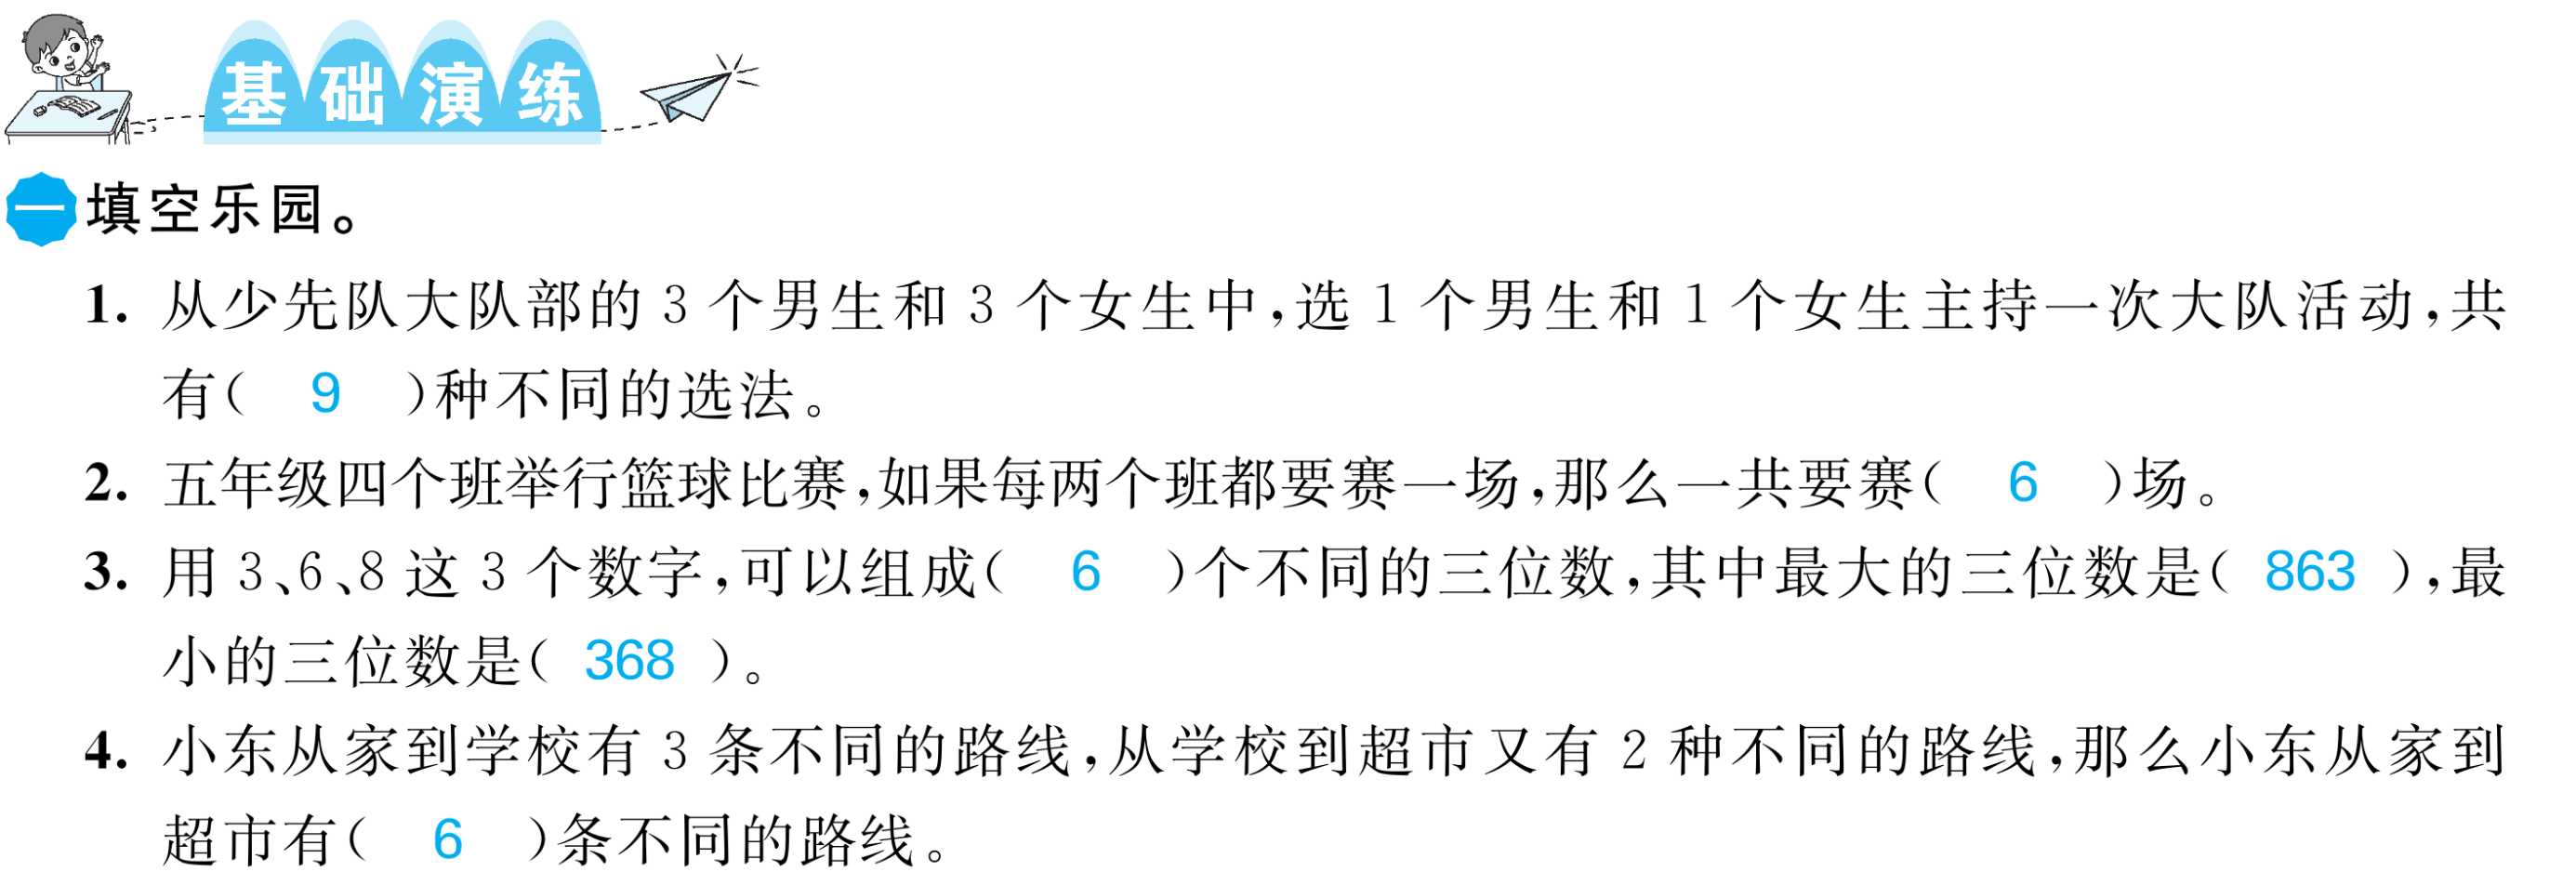 基础演练
一 填空乐园。
1. 从少先队大队部的 3 个男生和 3 个女生中,选 1 个男生和 1 个女生主持一次大队活动,共
有( 9 )种不同的选法。
2. 五年级四个班举行篮球比赛,如果每两个班都要赛一场,那么一共要赛( 6 )场。
3. 用 3、6、8 这 3 个数字,可以组成( 6 )个不同的三位数,其中最大的三位数是( 863 ),最
小的三位数是( 368 )。
4. 小东从家到学校有 3 条不同的路线,从学校到超市又有 2 种不同的路线,那么小东从家到
超市有( 6 )条不同的路线。